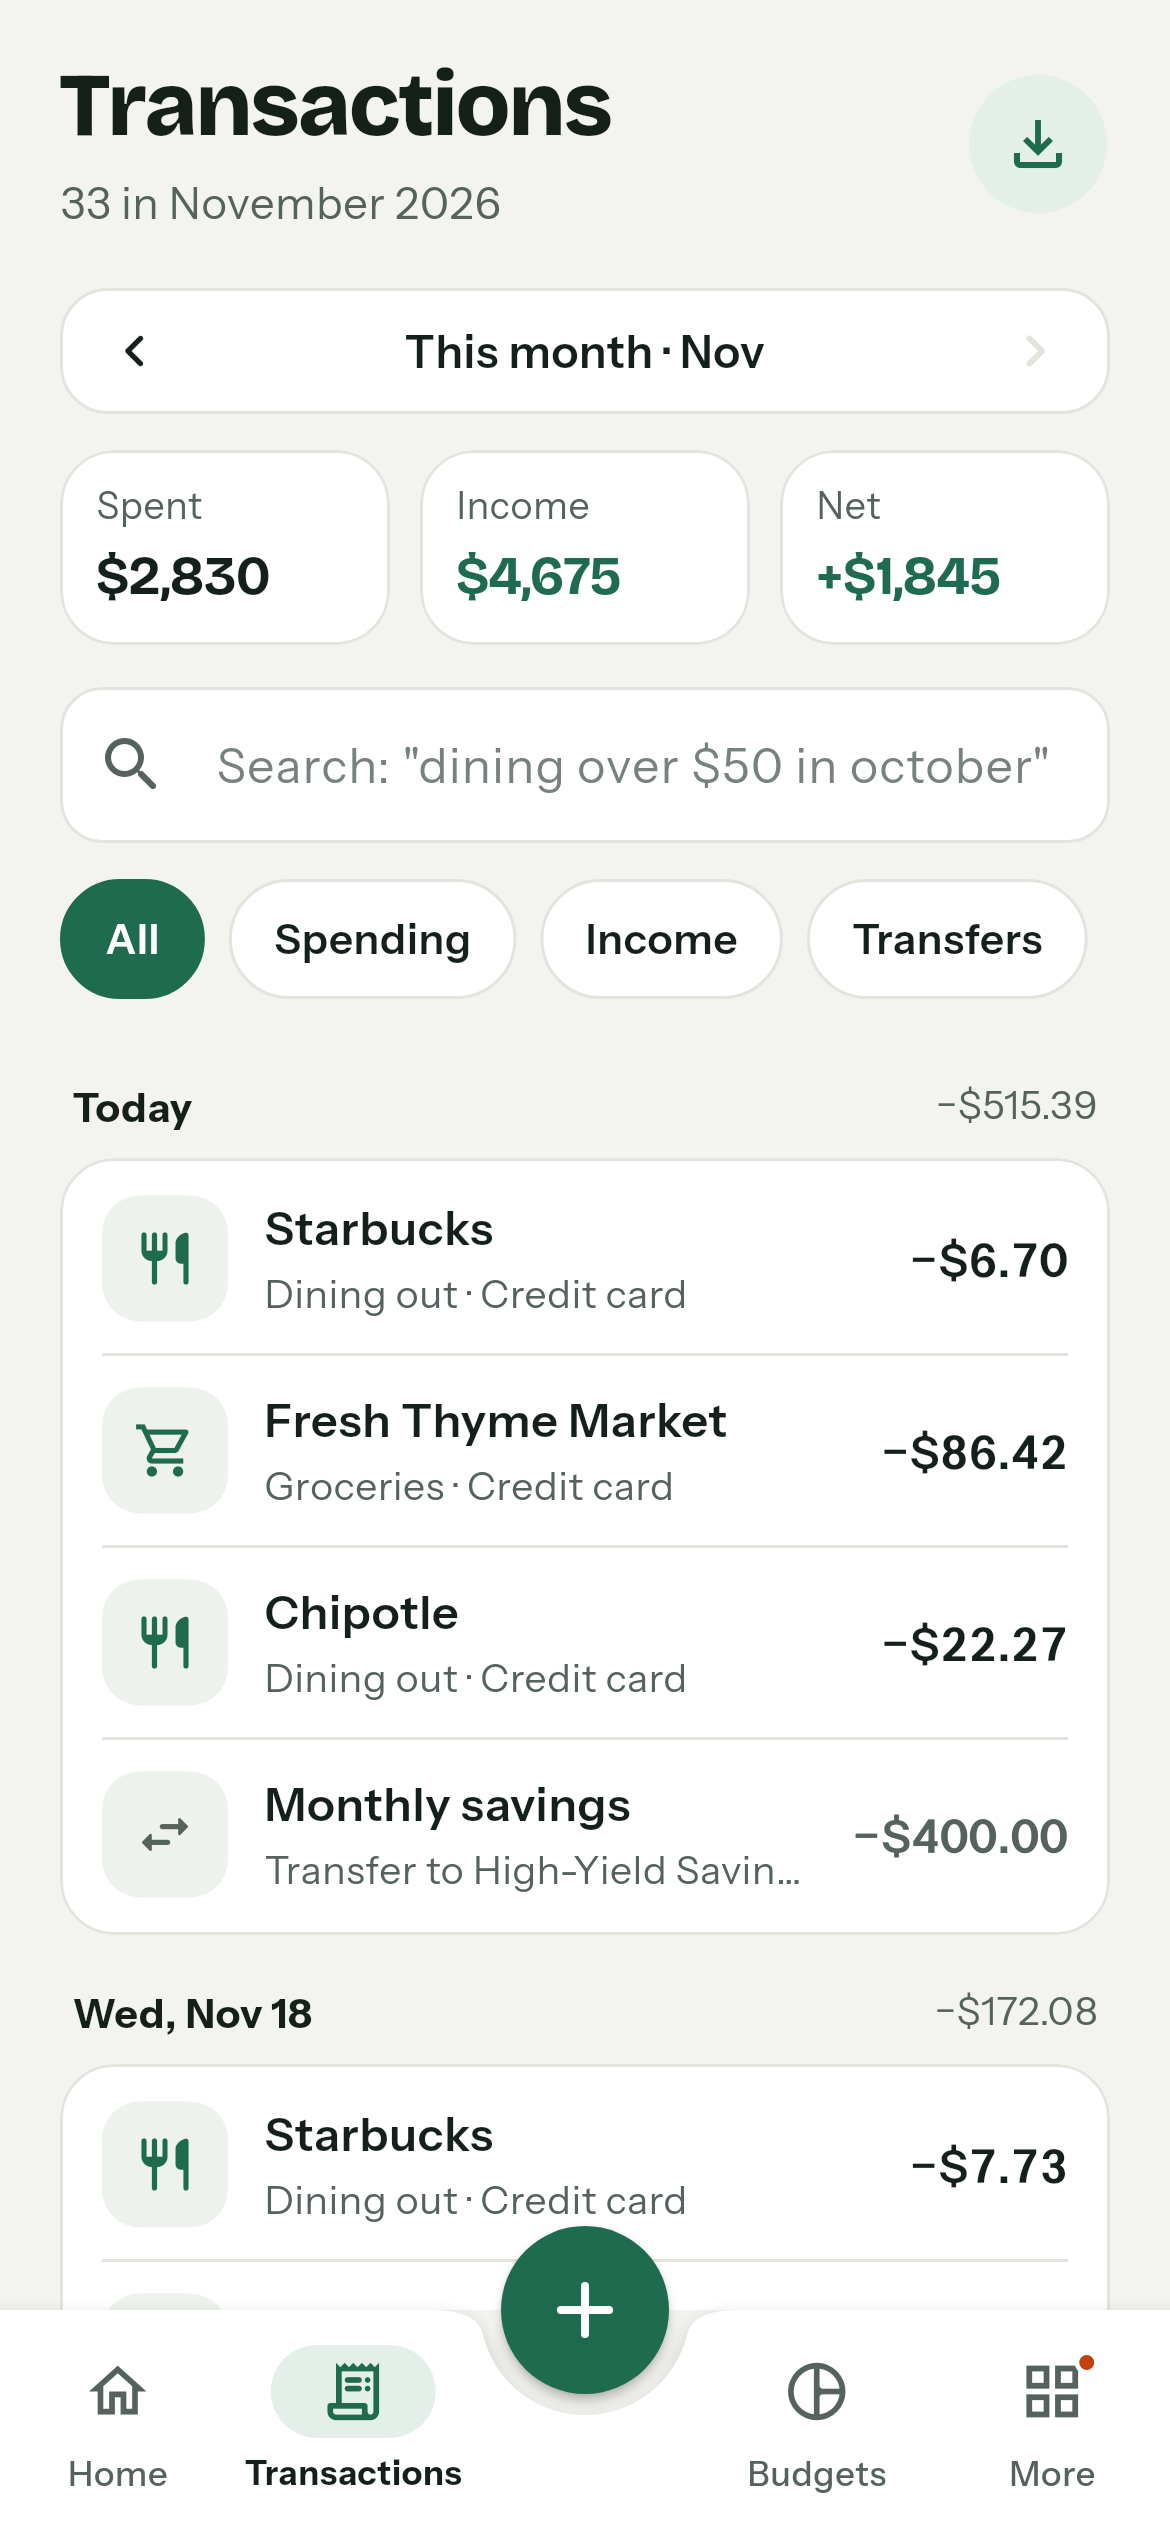 Transactions
33 in November 2026
This month · Nov
Spent
$2,830
Income
$4,675
Net
+$1,845
Search: "dining over $50 in october"
All
Spending
Income
Transfers
Today
−$515.39
Starbucks
Dining out · Credit card
−$6.70
Fresh Thyme Market
Groceries · Credit card
−$86.42
Chipotle
Dining out · Credit card
−$22.27
Monthly savings
Transfer to High-Yield Savin...
−$400.00
Wed, Nov 18
−$172.08
Starbucks
Dining out · Credit card
−$7.73
Home
Transactions
Budgets
More